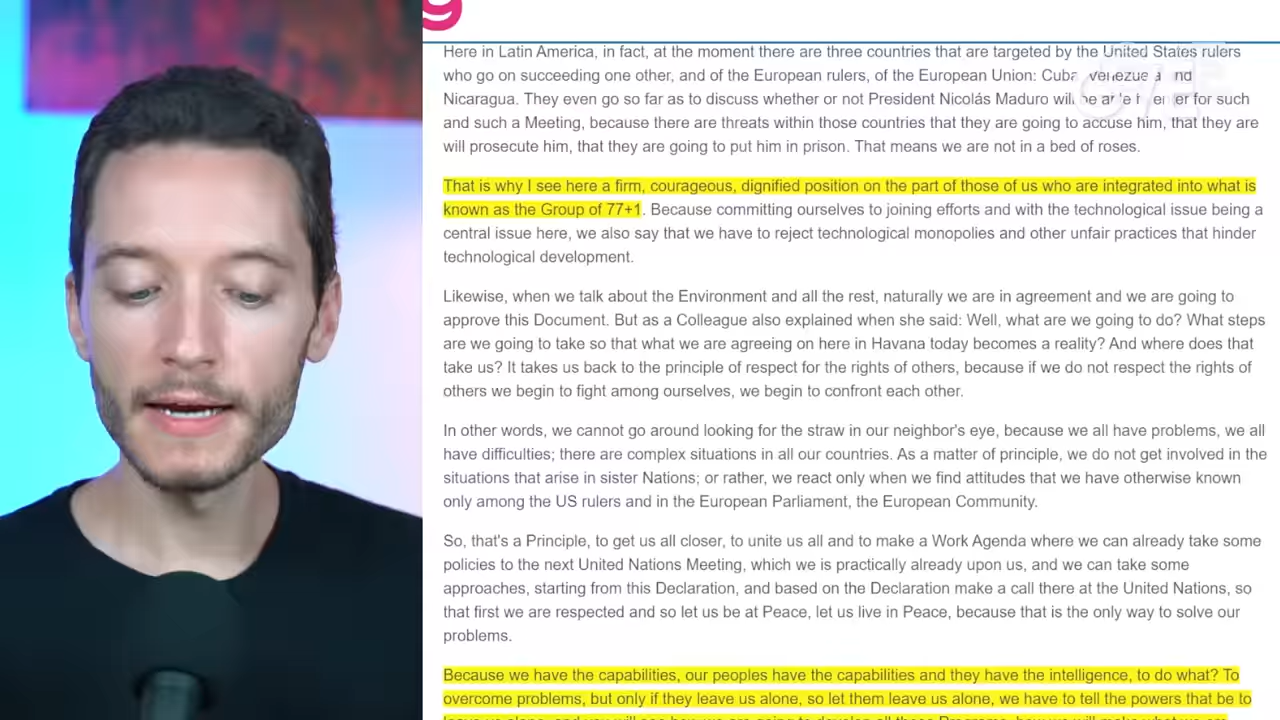 g
Here in Latin America, in fact, at the moment there are three countries that are targeted by the United States rulers
who go on succeeding one other, and of the European rulers, of the European Union: Cuba, Venezuela and
Nicaragua. They even go so far as to discuss whether or not President Nicolás Maduro will be able to enter for such
and such a Meeting, because there are threats within those countries that they are going to accuse him, that they are
will prosecute him, that they are going to put him in prison. That means we are not in a bed of roses.
That is why I see here a firm, courageous, dignified position on the part of those of us who are integrated into what is
known as the Group of 77+1. Because committing ourselves to joining efforts and with the technological issue being a
central issue here, we also say that we have to reject technological monopolies and other unfair practices that hinder
technological development.
Likewise, when we talk about the Environment and all the rest, naturally we are in agreement and we are going to
approve this Document. But as a Colleague also explained when she said: Well, what are we going to do? What steps
are we going to take so that what we are agreeing on here in Havana today becomes a reality? And where does that
take us? It takes us back to the principle of respect for the rights of others, because if we do not respect the rights of
others we begin to fight among ourselves, we begin to confront each other.
In other words, we cannot go around looking for the straw in our neighbor's eye, because we all have problems, we all
have difficulties; there are complex situations in all our countries. As a matter of principle, we do not get involved in the
situations that arise in sister Nations; or rather, we react only when we find attitudes that we have otherwise known
only among the US rulers and in the European Parliament, the European Community.
So, that's a Principle, to get us all closer, to unite us all and to make a Work Agenda where we can already take some
policies to the next United Nations Meeting, which we is practically already upon us, and we can take some
approaches, starting from this Declaration, and based on the Declaration make a call there at the United Nations, so
that first we are respected and so let us be at Peace, let us live in Peace, because that is the only way to solve our
problems.
Because we have the capabilities, our peoples have the capabilities and they have the intelligence, to do what? To
overcome problems, but only if they leave us alone, so let them leave us alone, we have to tell the powers that be to